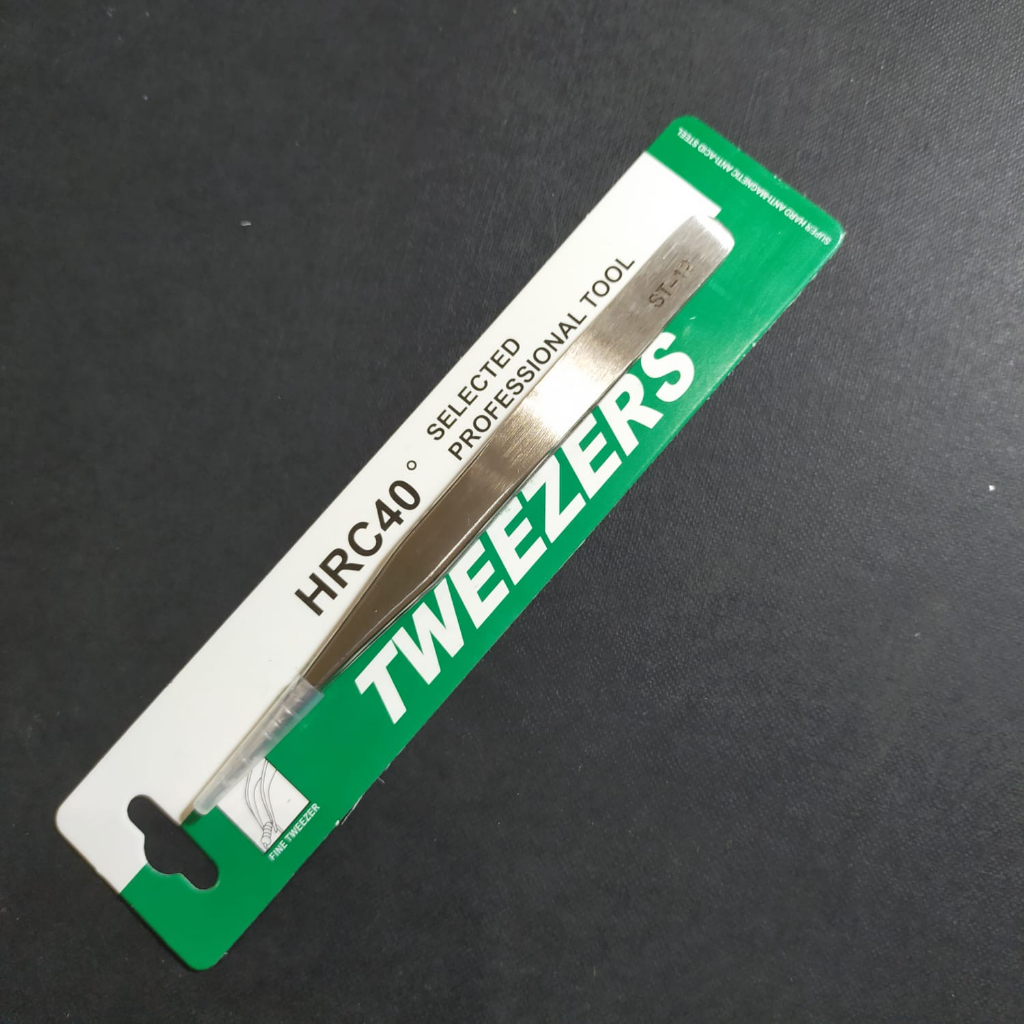 HRC40°
SELECTED
PROFESSIONAL TOOL
TWEEZERS
FINE TWEEZER
SUPER HARD ANTI-MAGNETIC ANTI-ACID STEEL